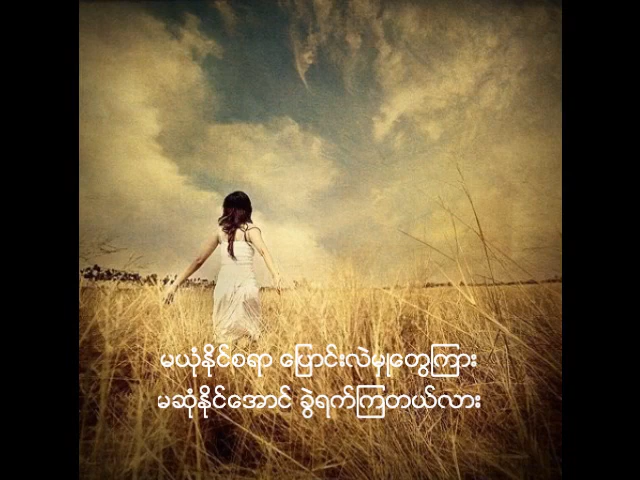 မယုံနိုင်စရာ ပြောင်းလဲမှုတွေကြား
မဆုံနိုင်အောင် ခွဲရက်ကြတယ်လား